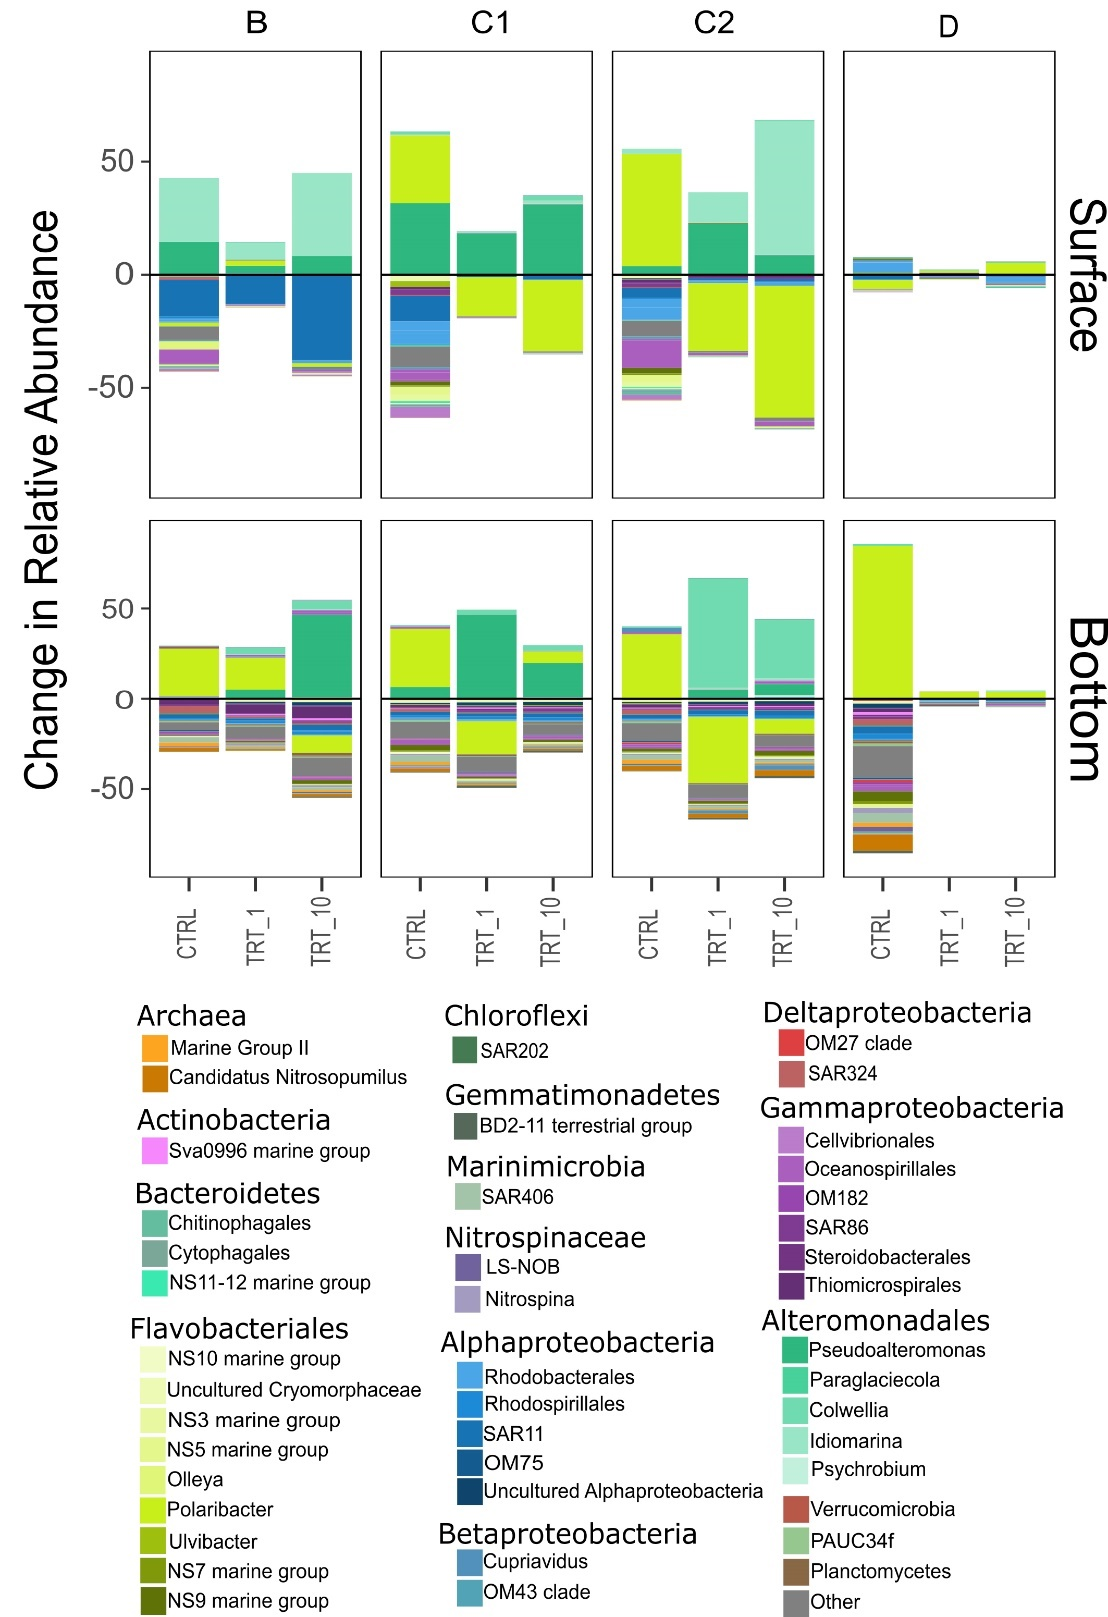 B C1 C2 D
Change in Relative Abundance
50
0
-50
Surface
50
0
-50
Bottom
CTRL TRT_1 TRT_10 CTRL TRT_1 TRT_10 CTRL TRT_1 TRT_10 CTRL TRT_1 TRT_10
Archaea
Marine Group II
Candidatus Nitrosopumilus
Actinobacteria
Sva0996 marine group
Bacteroidetes
Chitinophagales
Cytophagales
NS11-12 marine group
Flavobacteriales
NS10 marine group
Uncultured Cryomorphaceae
NS3 marine group
NS5 marine group
Olleya
Polaribacter
Ulvibacter
NS7 marine group
NS9 marine group
Chloroflexi
SAR202
Gemmatimonadetes
BD2-11 terrestrial group
Marinimicrobia
SAR406
Nitrospinaceae
LS-NOB
Nitrospina
Alphaproteobacteria
Rhodobacterales
Rhodospirillales
SAR11
OM75
Uncultured Alphaproteobacteria
Betaproteobacteria
Cupriavidus
OM43 clade
Deltaproteobacteria
OM27 clade
SAR324
Gammaproteobacteria
Cellvibrionales
Oceanospirillales
OM182
SAR86
Steroidobacterales
Thiomicrospirales
Alteromonadales
Pseudoalteromonas
Paraglaciecola
Colwellia
Idiomarina
Psychrobium
Verrucomicrobia
PAUC34f
Planctomycetes
Other